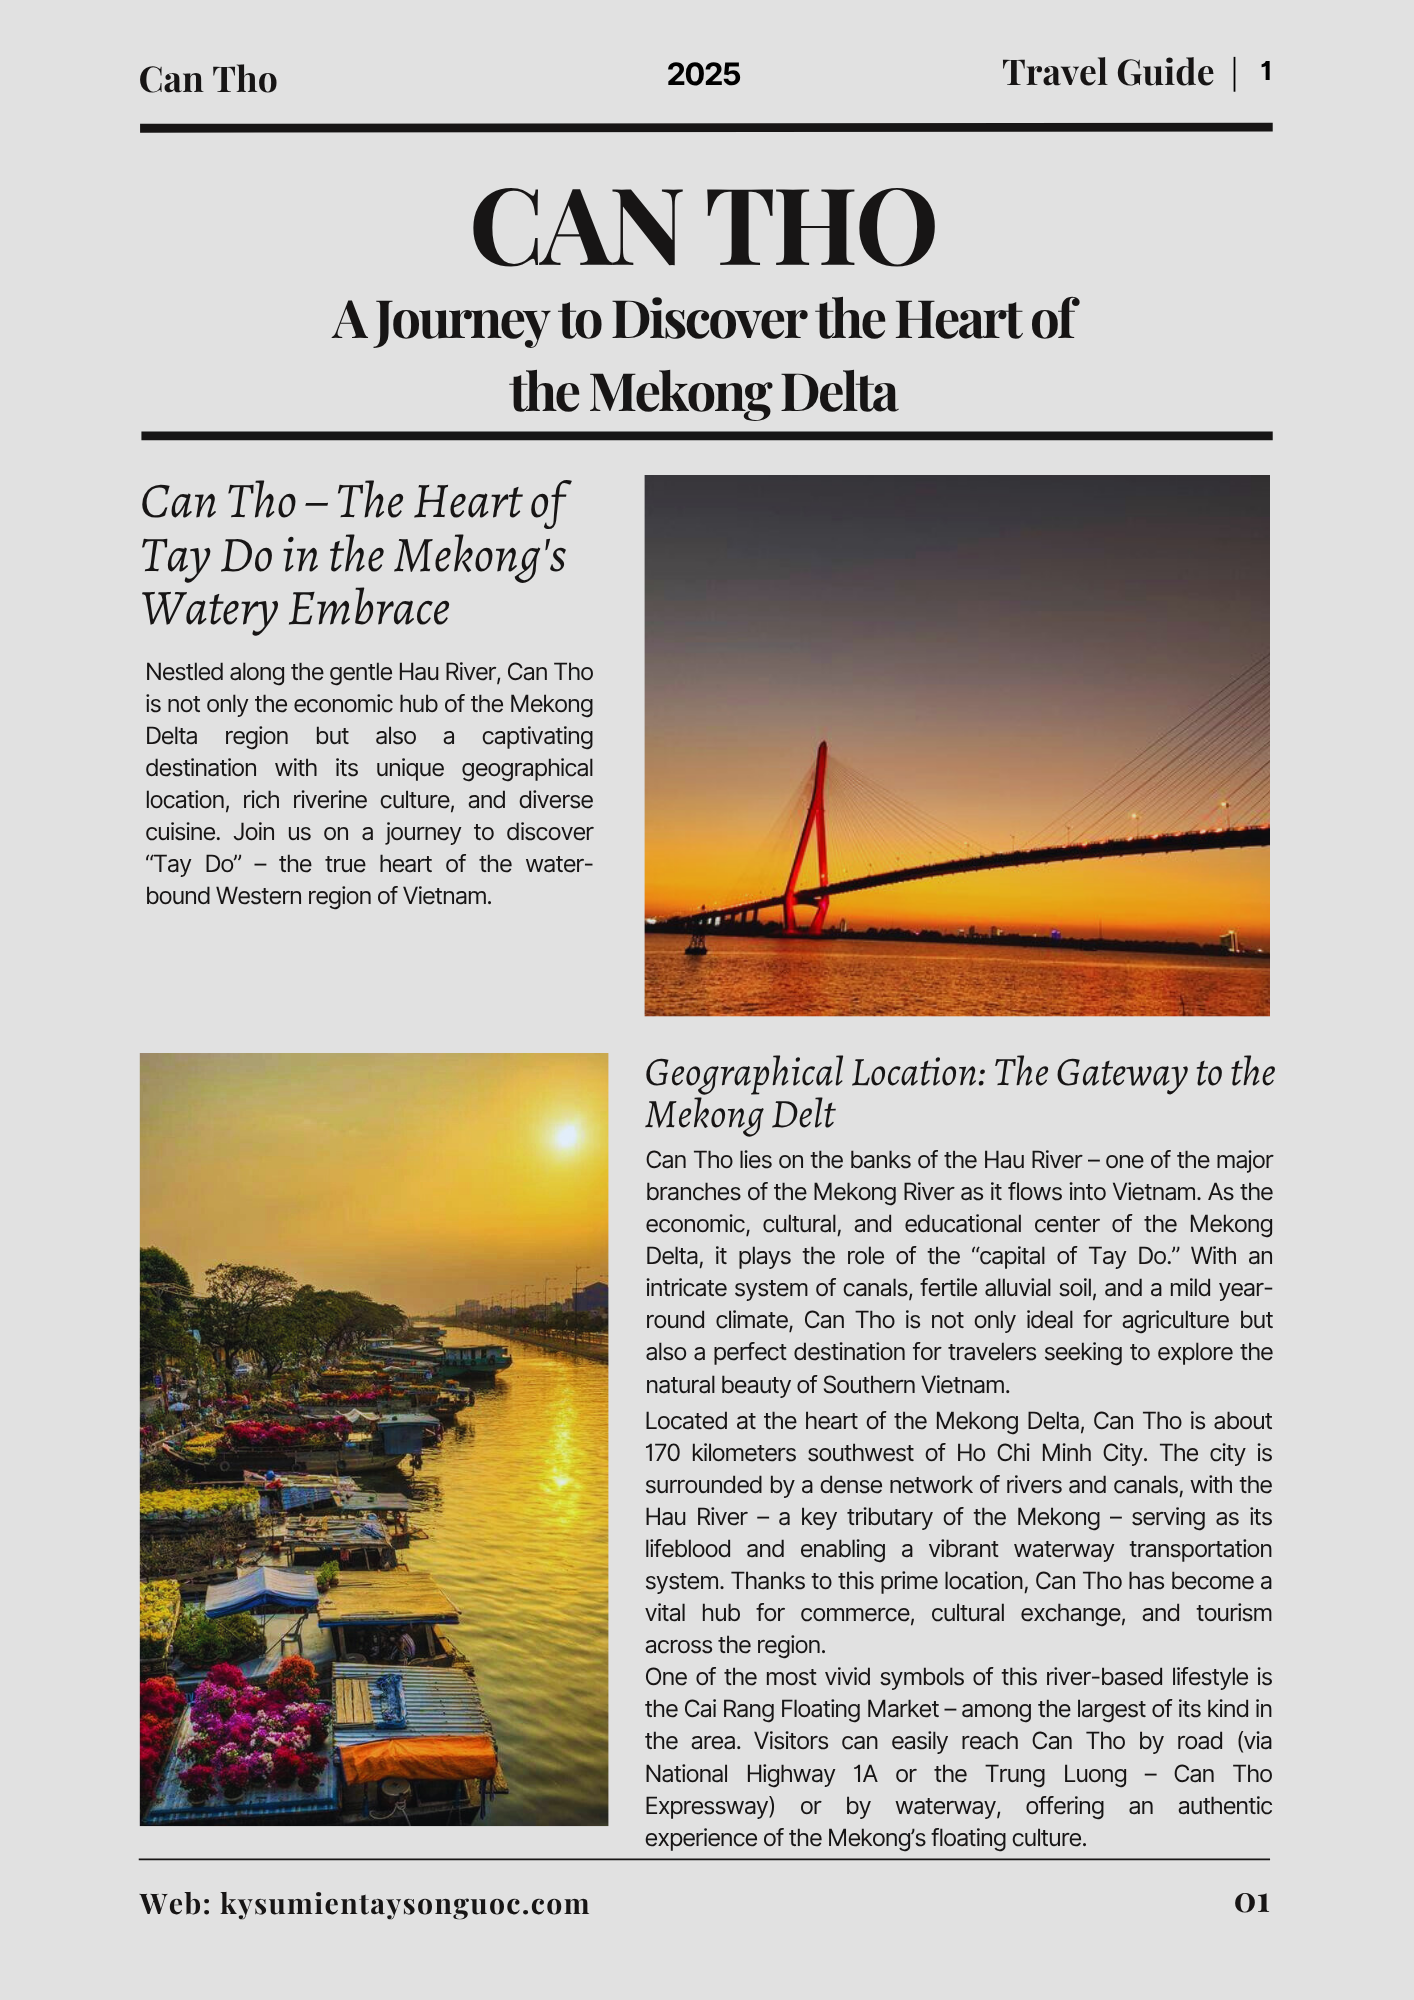 Can Tho
2025
Travel Guide | 1
CAN THO
A Journey to Discover the Heart of
the Mekong Delta
Can Tho – The Heart of
Tay Do in the Mekong's
Watery Embrace
Nestled along the gentle Hau River, Can Tho
is not only the economic hub of the Mekong
Delta region but also a captivating
destination with its unique geographical
location, rich riverine culture, and diverse
cuisine. Join us on a journey to discover
“Tay Do” – the true heart of the water-
bound Western region of Vietnam.
Geographical Location: The Gateway to the
Mekong Delt
Can Tho lies on the banks of the Hau River – one of the major
branches of the Mekong River as it flows into Vietnam. As the
economic, cultural, and educational center of the Mekong
Delta, it plays the role of the “capital of Tay Do.” With an
intricate system of canals, fertile alluvial soil, and a mild year-
round climate, Can Tho is not only ideal for agriculture but
also a perfect destination for travelers seeking to explore the
natural beauty of Southern Vietnam.
Located at the heart of the Mekong Delta, Can Tho is about
170 kilometers southwest of Ho Chi Minh City. The city is
surrounded by a dense network of rivers and canals, with the
Hau River – a key tributary of the Mekong – serving as its
lifeblood and enabling a vibrant waterway transportation
system. Thanks to this prime location, Can Tho has become a
vital hub for commerce, cultural exchange, and tourism
across the region.
One of the most vivid symbols of this river-based lifestyle is
the Cai Rang Floating Market – among the largest of its kind in
the area. Visitors can easily reach Can Tho by road (via
National Highway 1A or the Trung Luong – Can Tho
Expressway) or by waterway, offering an authentic
experience of the Mekong’s floating culture.
Web: kysumientaysonguoc.com
01